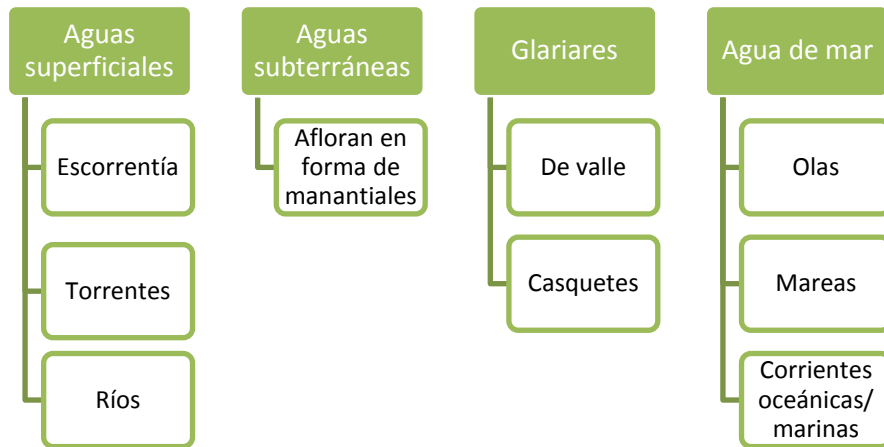 Aguas
superficiales
Escorrentía
Torrentes
Ríos
Aguas
subterráneas
Afloran en
forma de
manantiales
Glariares
De valle
Casquetes
Agua de mar
Olas
Mareas
Corrientes
oceánicas/
marinas